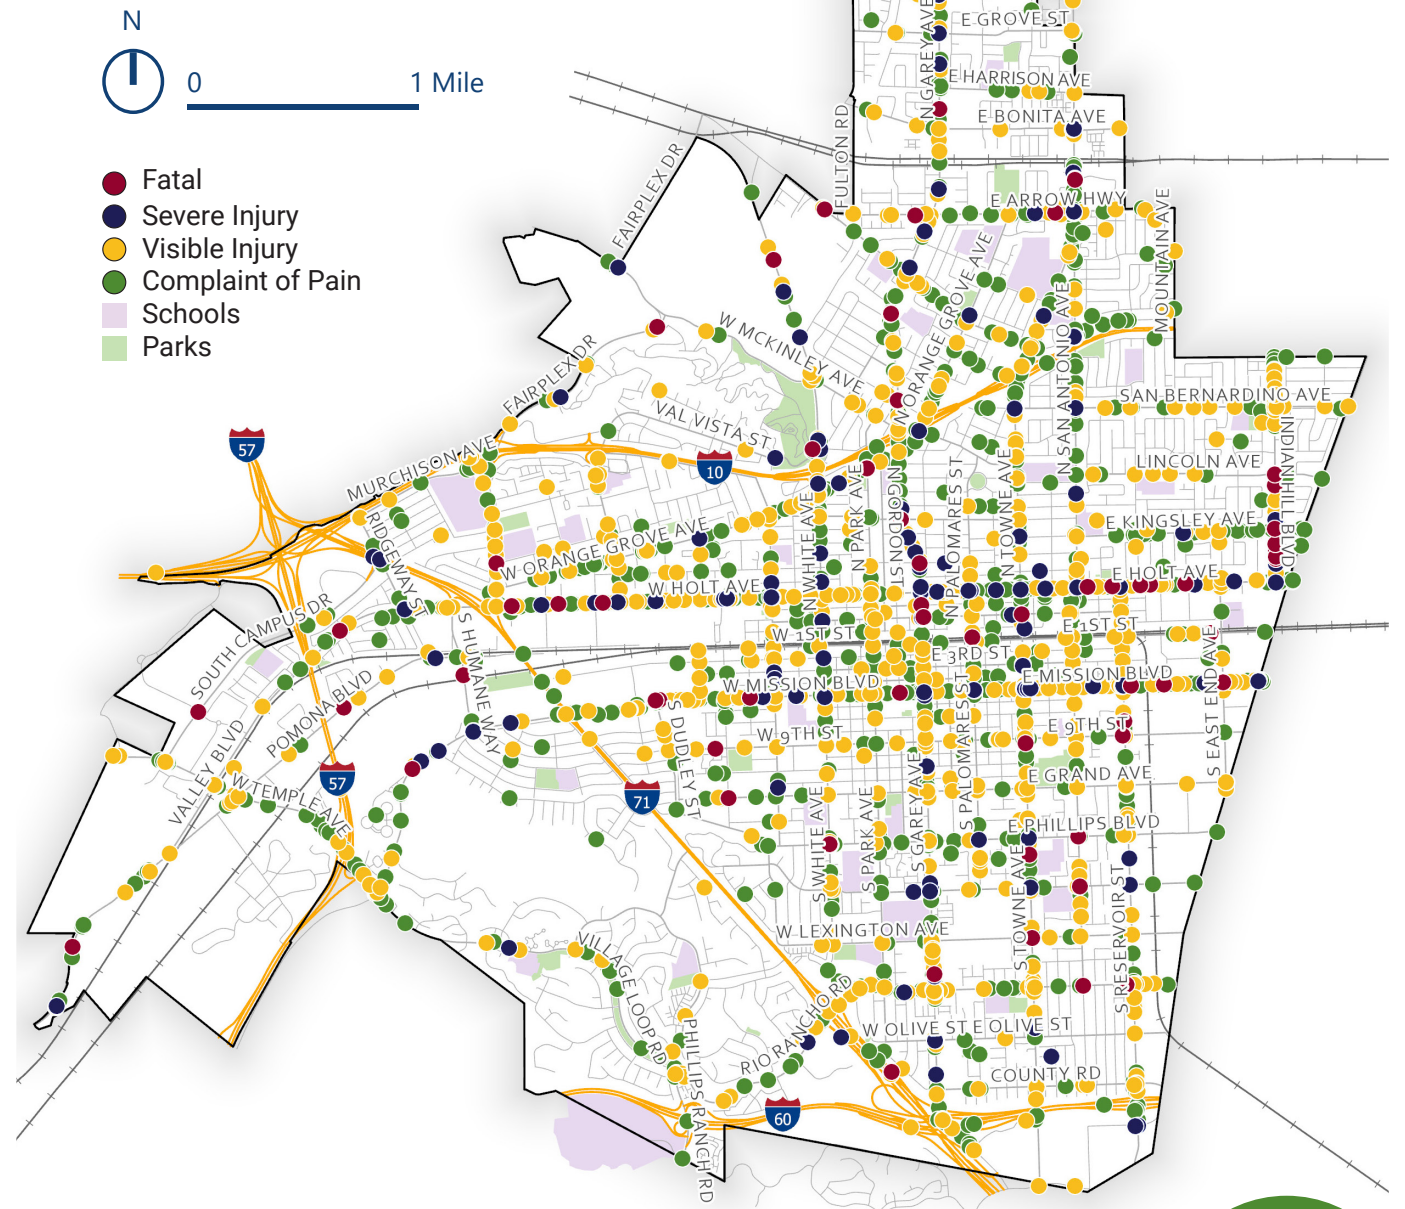 N
0 1 Mile
Fatal
Severe Injury
Visible Injury
Complaint of Pain
Schools
Parks
E GROVE ST
N GAREY AVE
E HARRISON AVE
E BONITA AVE
FULTON RD
FAIRPLEX DR
E ARROW HWY
MOUNTAIN AVE
W MCKINLEY AVE
N ORANGE GROVE AVE
N SAN ANTONIO AVE
FAIRPLEX DR
SAN BERNARDINO AVE
VAL VISTA ST
INDIAN HILL BLVD
57
MURCHISON AVE
10
LINCOLN AVE
N WHITE AVE
N PARK AVE
N GORDON ST
N PALOMARES ST
N TOWNE AVE
RIDGEWAY ST
W ORANGE GROVE AVE
E KINGSLEY AVE
W HOLT AVE
E HOLT AVE
SOUTH CAMPUS DR
S HUMANE WAY
W 1ST ST
E 1ST ST
E 3RD ST
POMONA BLVD
W MISSION BLVD
E MISSION BLVD
S EAST END AVE
VALLEY BLVD
S DUDLEY ST
W 9TH ST
E 9TH ST
S PALOMARES ST
57
W TEMPLE AVE
71
E GRAND AVE
S WHITE AVE
S PARK AVE
S GAREY AVE
E PHILLIPS BLVD
S TOWNE AVE
S RESERVOIR ST
W LEXINGTON AVE
VILLAGE LOOP RD
RIO RANCHO RD
W OLIVE ST
E OLIVE ST
PHILLIPS RANCH RD
COUNTY RD
60